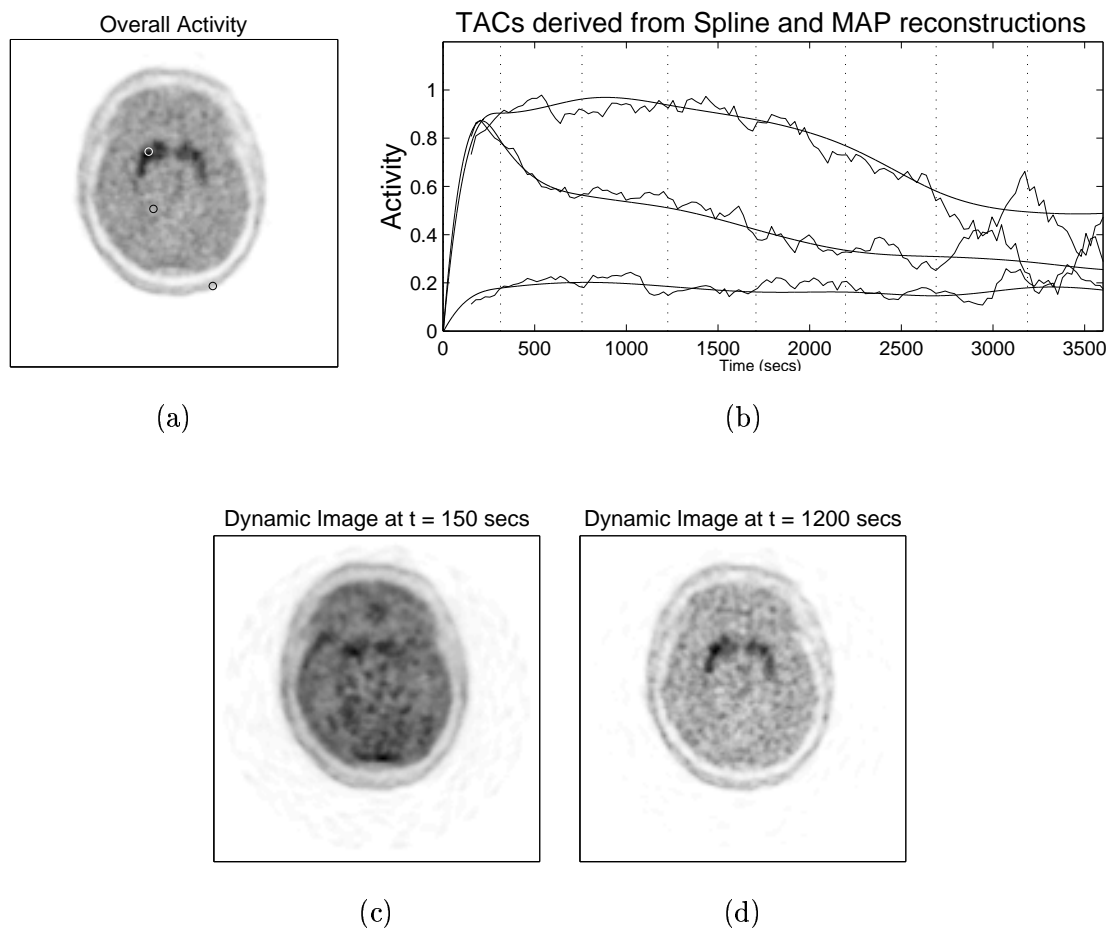 Overall Activity
TACs derived from Spline and MAP reconstructions
Activity
1
0.8
0.6
0.4
0.2
0
0 500 1000 1500 2000 2500 3000 3500
Time (secs)
(a)
(b)
Dynamic Image at t = 150 secs
Dynamic Image at t = 1200 secs
(c)
(d)